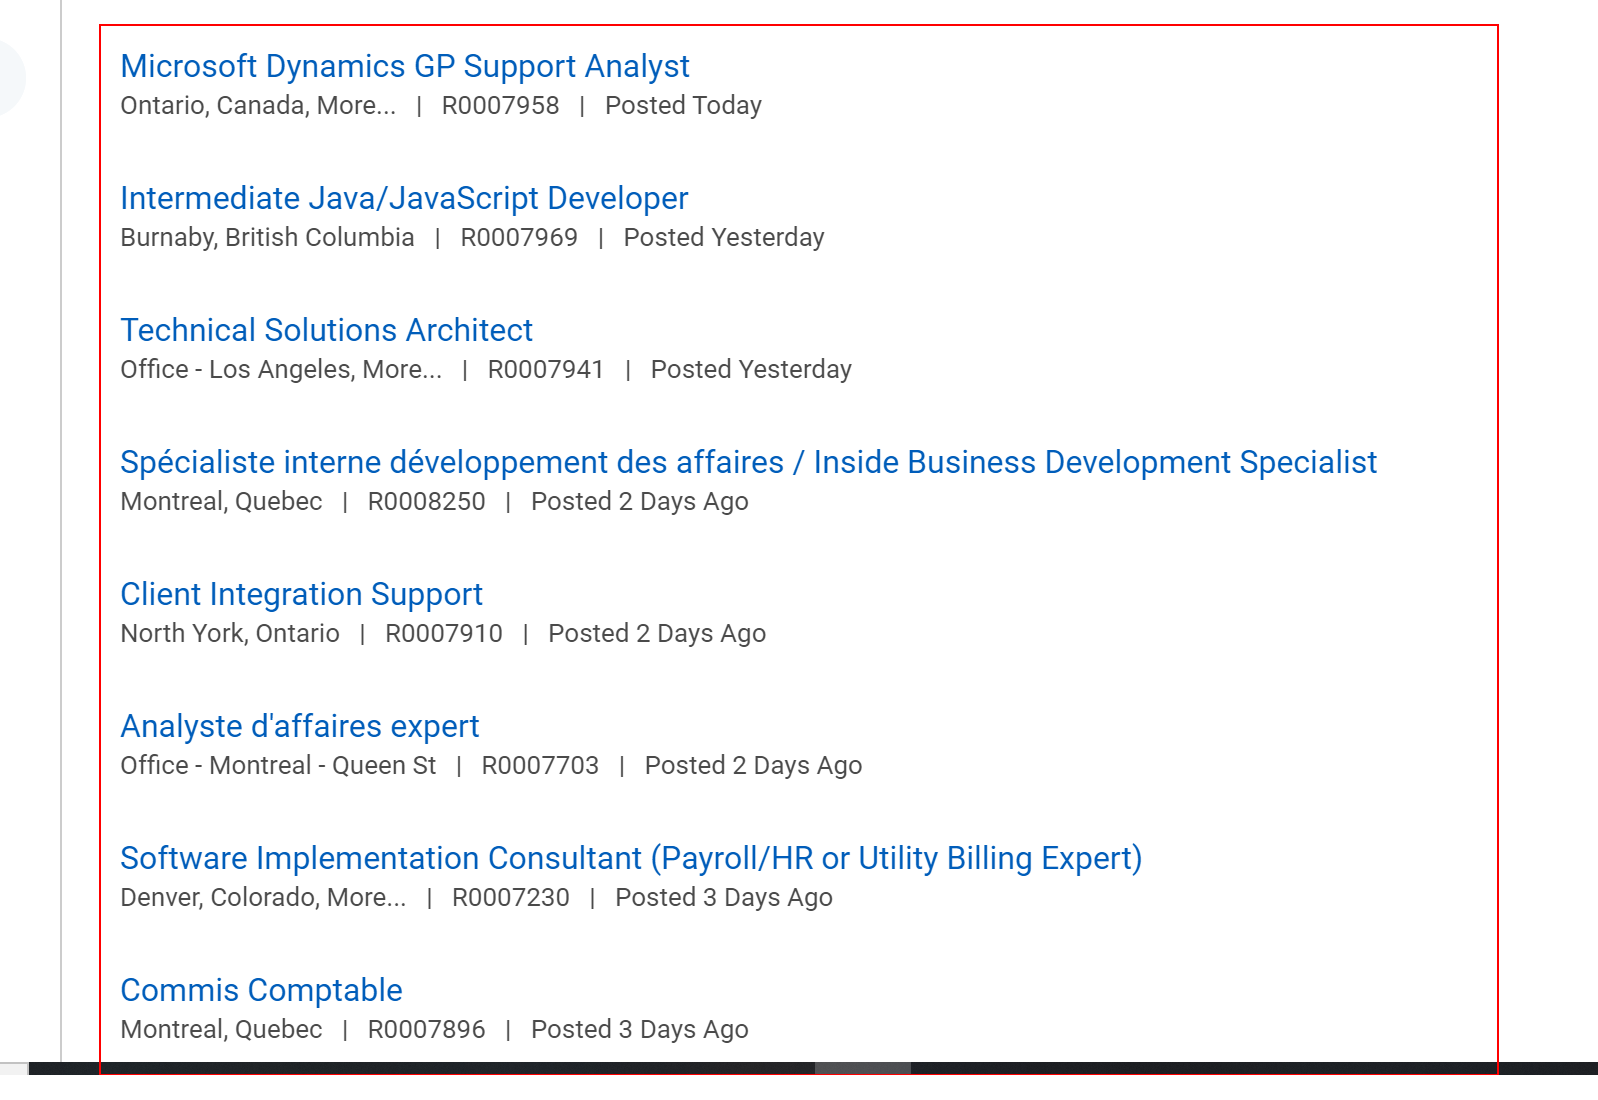 Microsoft Dynamics GP Support Analyst
Ontario, Canada, More... | R0007958 | Posted Today
Intermediate Java/JavaScript Developer
Burnaby, British Columbia | R0007969 | Posted Yesterday
Technical Solutions Architect
Office - Los Angeles, More... | R0007941 | Posted Yesterday
Spécialiste interne développement des affaires / Inside Business Development Specialist
Montreal, Quebec | R0008250 | Posted 2 Days Ago
Client Integration Support
North York, Ontario | R0007910 | Posted 2 Days Ago
Analyste d'affaires expert
Office - Montreal - Queen St | R0007703 | Posted 2 Days Ago
Software Implementation Consultant (Payroll/HR or Utility Billing Expert)
Denver, Colorado, More... | R0007230 | Posted 3 Days Ago
Commis Comptable
Montreal, Quebec | R0007896 | Posted 3 Days Ago